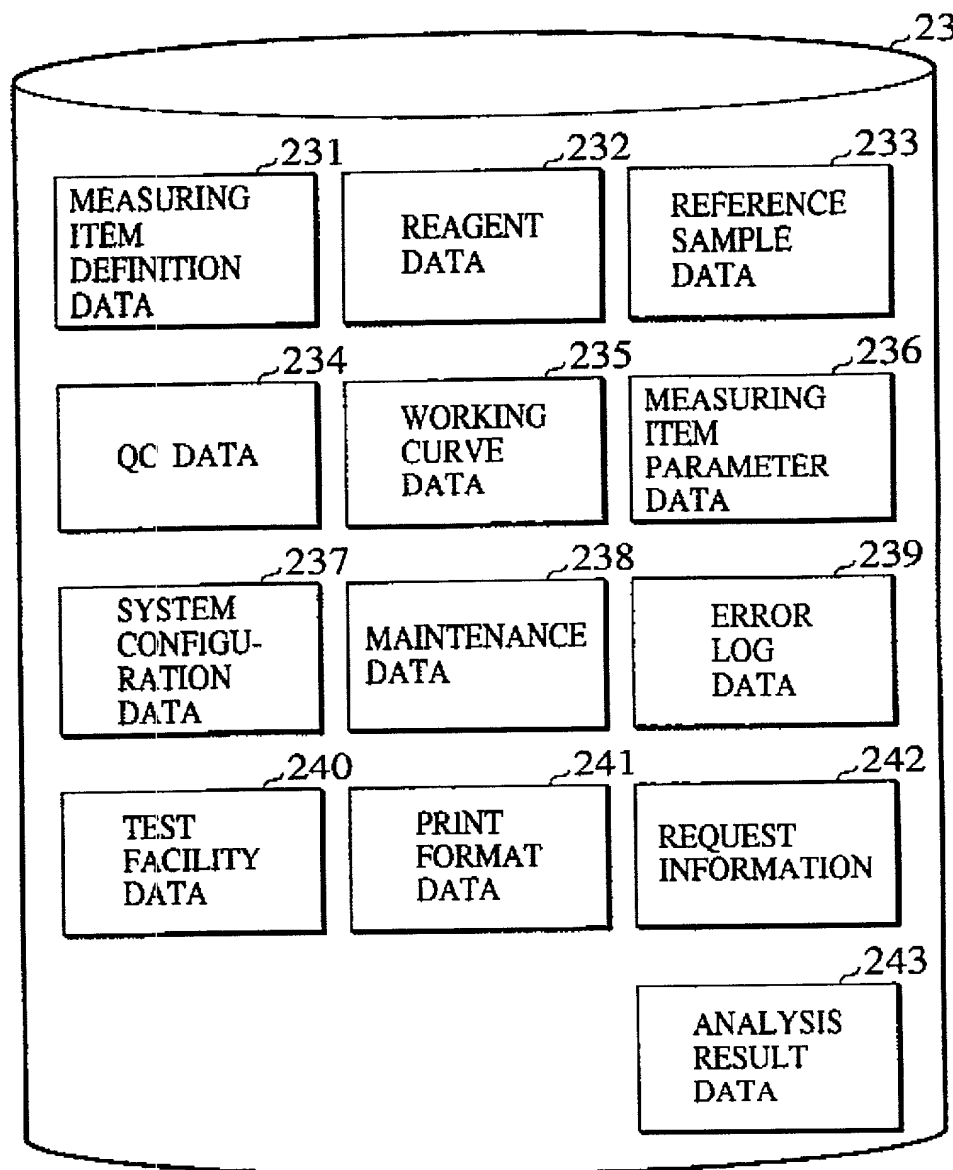 23
231
MEASURING
ITEM
DEFINITION
DATA
232
REAGENT
DATA
233
REFERENCE
SAMPLE
DATA
234
QC DATA
235
WORKING
CURVE
DATA
236
MEASURING
ITEM
PARAMETER
DATA
237
SYSTEM
CONFIGU-
RATION
DATA
238
MAINTENANCE
DATA
239
ERROR
LOG
DATA
240
TEST
FACILITY
DATA
241
PRINT
FORMAT
DATA
242
REQUEST
INFORMATION
243
ANALYSIS
RESULT
DATA